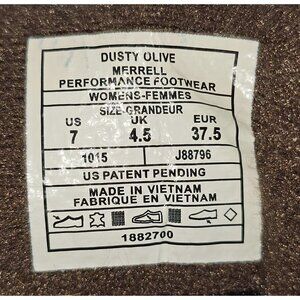 DUSTY OLIVE
MERRELL
PERFORMANCE FOOTWEAR
WOMENS-FEMMES
SIZE-GRANDEUR
US UK EUR
7 4.5 37.5
1015 J88796
US PATENT PENDING
MADE IN VIETNAM
FABRIQUE EN VIETNAM
1882700